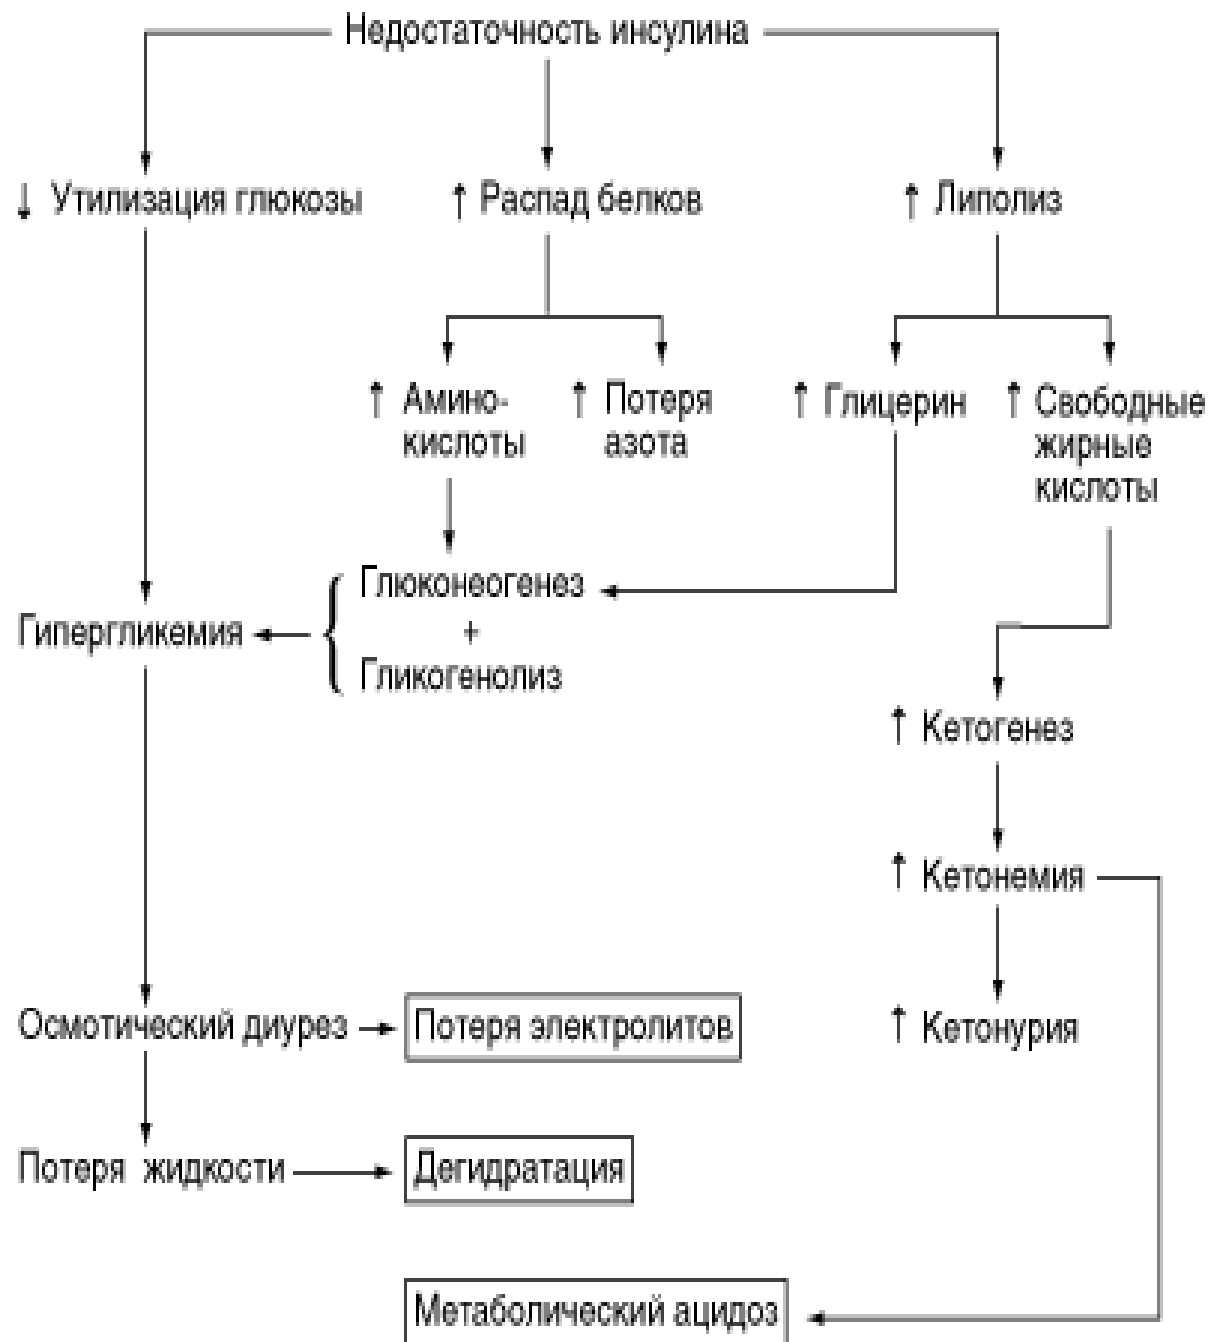 Недостаточность инсулина
↓ Утилизация глюкозы
↑ Распад белков
↑ Липолиз
↑ Амино-
кислоты
↑ Потеря
азота
↑ Глицерин
↑ Свободные
жирные
кислоты
Глюконеогенез
+
Гликогенолиз
Гипергликемия
↑ Кетогенез
↑ Кетонемия
↑ Кетонурия
Осмотический диурез
Потеря электролитов
Потеря жидкости
Дегидратация
Метаболический ацидоз